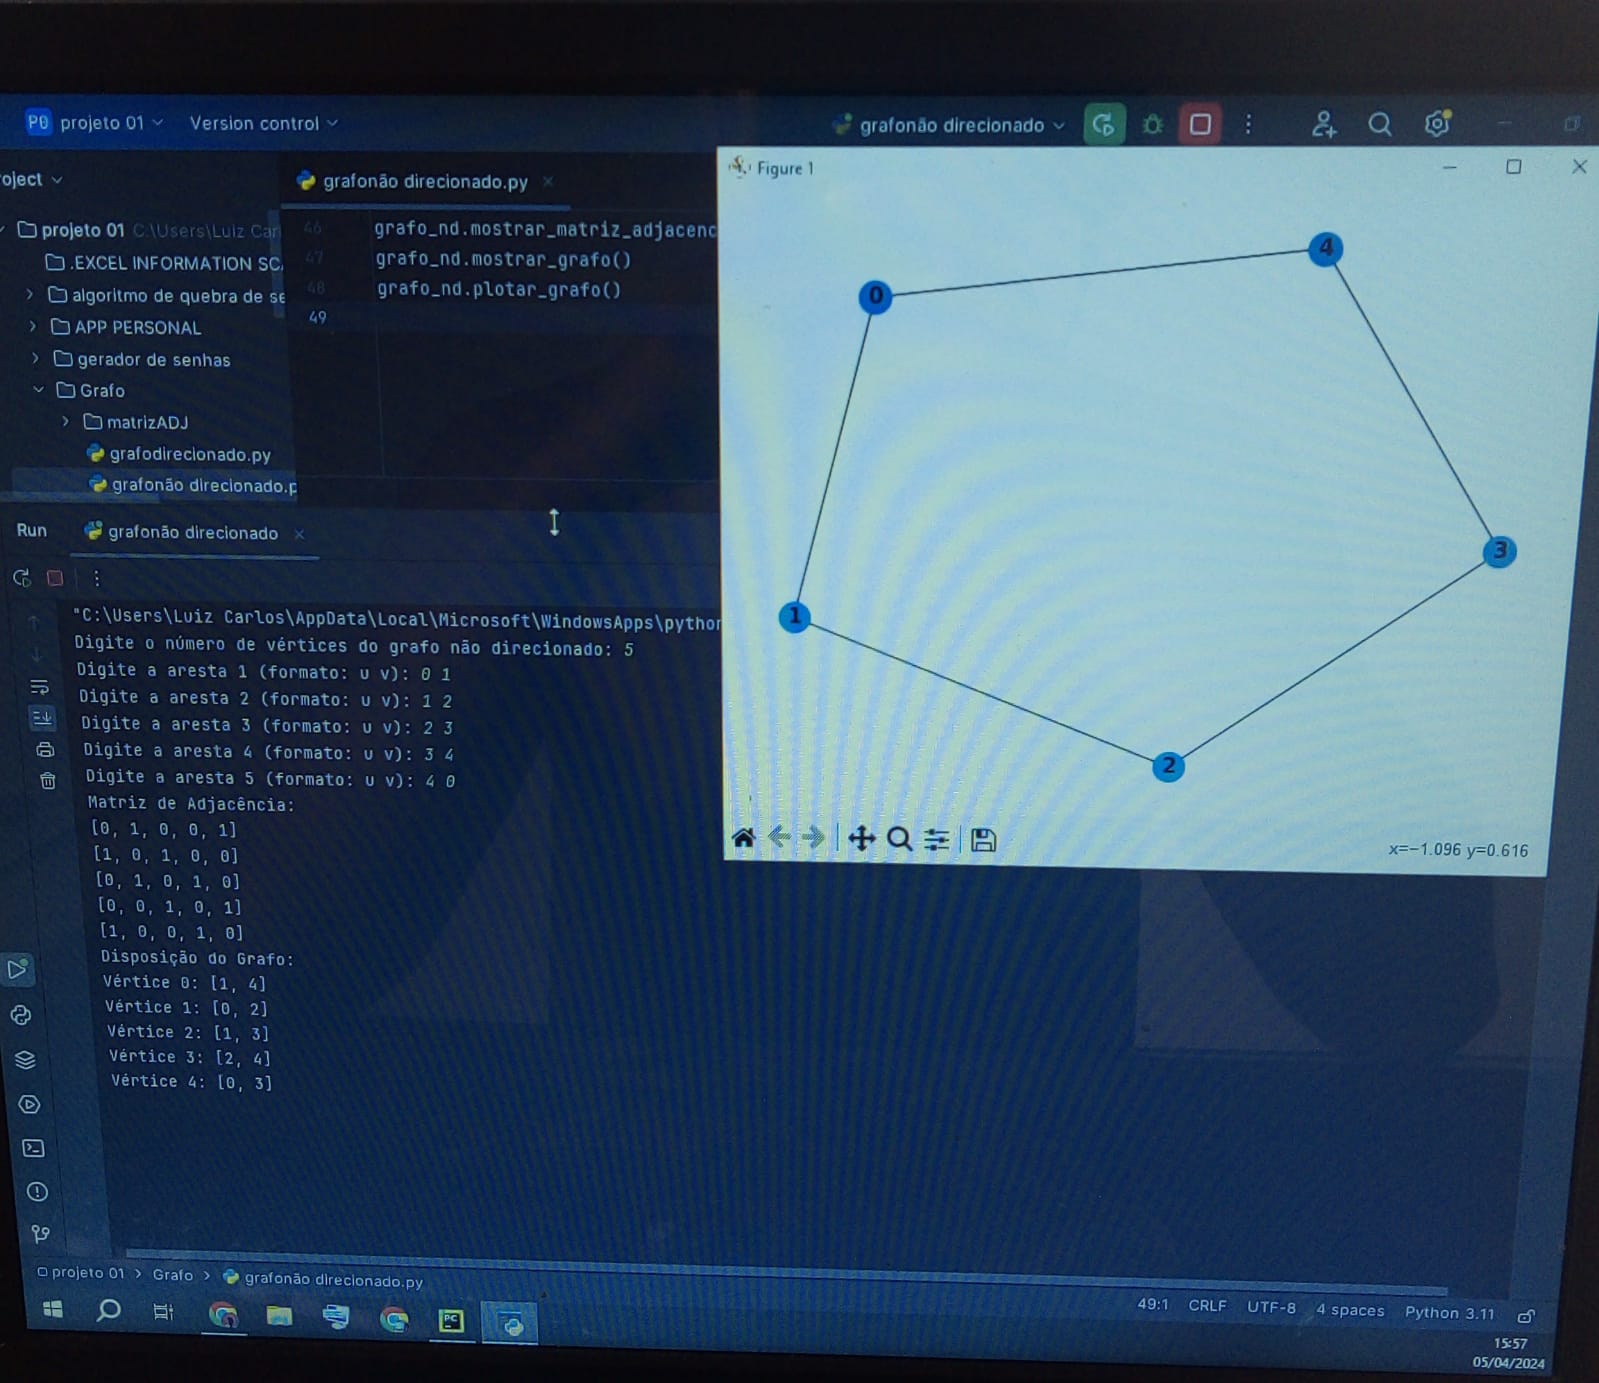 P0 projeto 01 Version control grafonão direcionado
oject
grafonão direcionado.py
projeto 01 C:\Users\Luiz Car
.EXCEL INFORMATION SC
algoritmo de quebra de se
APP PERSONAL
gerador de senhas
Grafo
matrizADJ
grafodirecionado.py
grafonão direcionado.p
46 grafo_nd.mostrar_matriz_adjacenc
47 grafo_nd.mostrar_grafo()
48 grafo_nd.plotar_grafo()
49
Figure 1
0
4
3
1
2
x=−1.096 y=0.616
Run grafonão direcionado
"C:\Users\Luiz Carlos\AppData\Local\Microsoft\WindowsApps\python
Digite o número de vértices do grafo não direcionado: 5
Digite a aresta 1 (formato: u v): 0 1
Digite a aresta 2 (formato: u v): 1 2
Digite a aresta 3 (formato: u v): 2 3
Digite a aresta 4 (formato: u v): 3 4
Digite a aresta 5 (formato: u v): 4 0
Matriz de Adjacência:
[0, 1, 0, 0, 1]
[1, 0, 1, 0, 0]
[0, 1, 0, 1, 0]
[0, 0, 1, 0, 1]
[1, 0, 0, 1, 0]
Disposição do Grafo:
Vértice 0: [1, 4]
Vértice 1: [0, 2]
Vértice 2: [1, 3]
Vértice 3: [2, 4]
Vértice 4: [0, 3]
projeto 01 > Grafo > grafonão direcionado.py
49:1 CRLF UTF-8 4 spaces Python 3.11
PC
15:57
05/04/2024